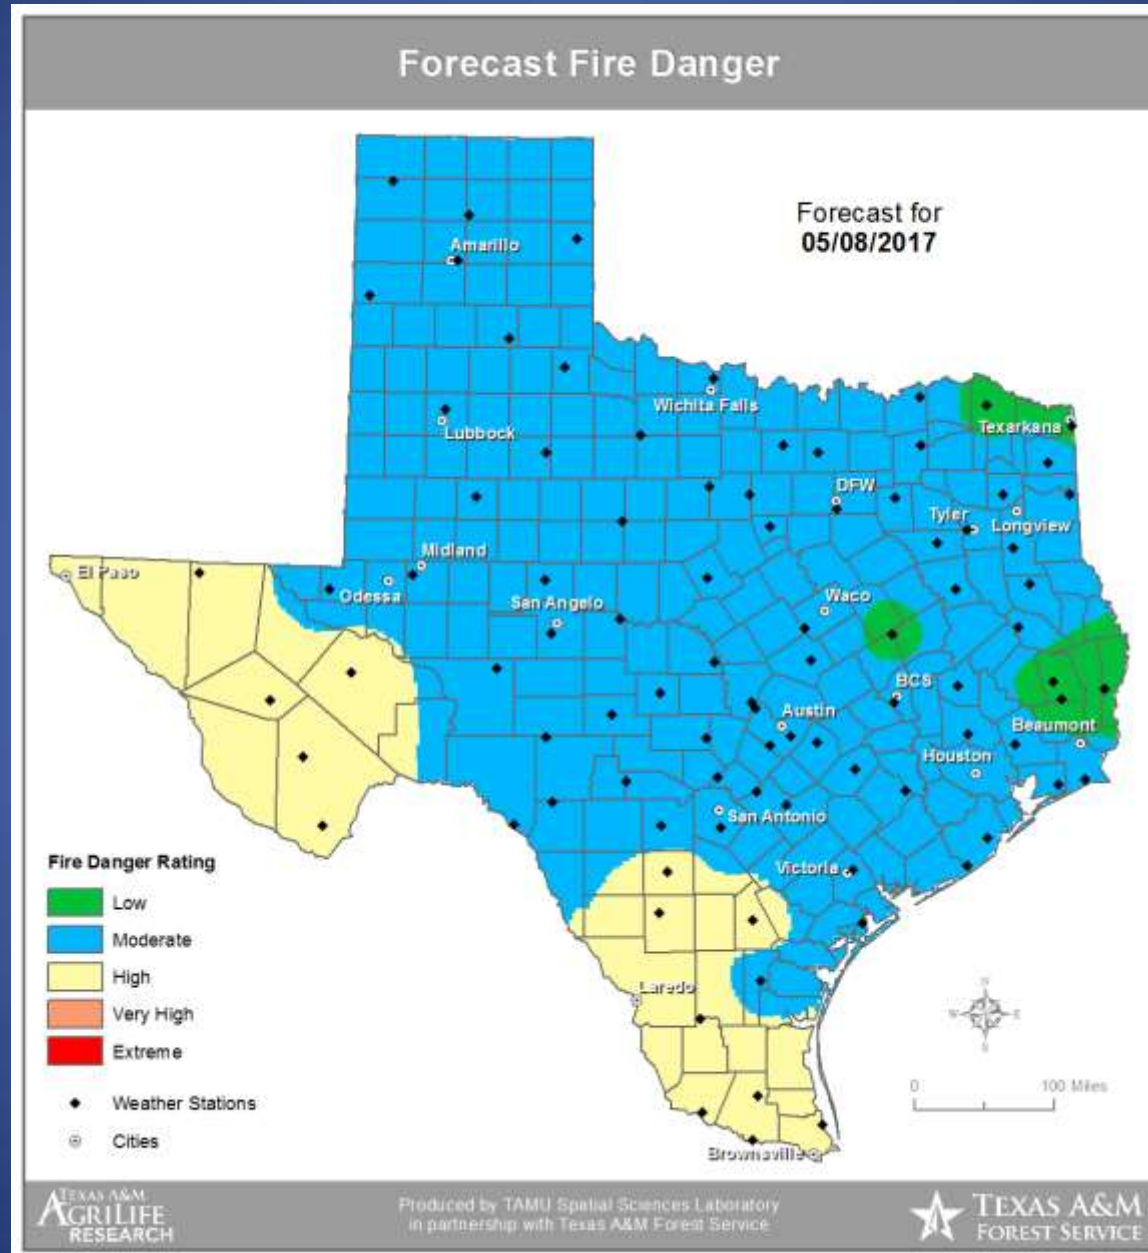 Forecast Fire Danger
Forecast for
05/08/2017
Amarillo
Wichita Falls
Texarkana
Lubbock
DFW
Tyler
Longview
Midland
El Paso
Odessa
San Angelo
Waco
BCS
Austin
Beaumont
Houston
San Antonio
Victoria
Laredo
Brownsville
Fire Danger Rating
Low
Moderate
High
Very High
Extreme
Weather Stations
Cities
N
W E
S
0 100 Miles
TEXAS A&M
AGRILIFE
RESEARCH
Produced by TAMU Spatial Sciences Laboratory
in partnership with Texas A&M Forest Service
TEXAS A&M
FOREST SERVICE